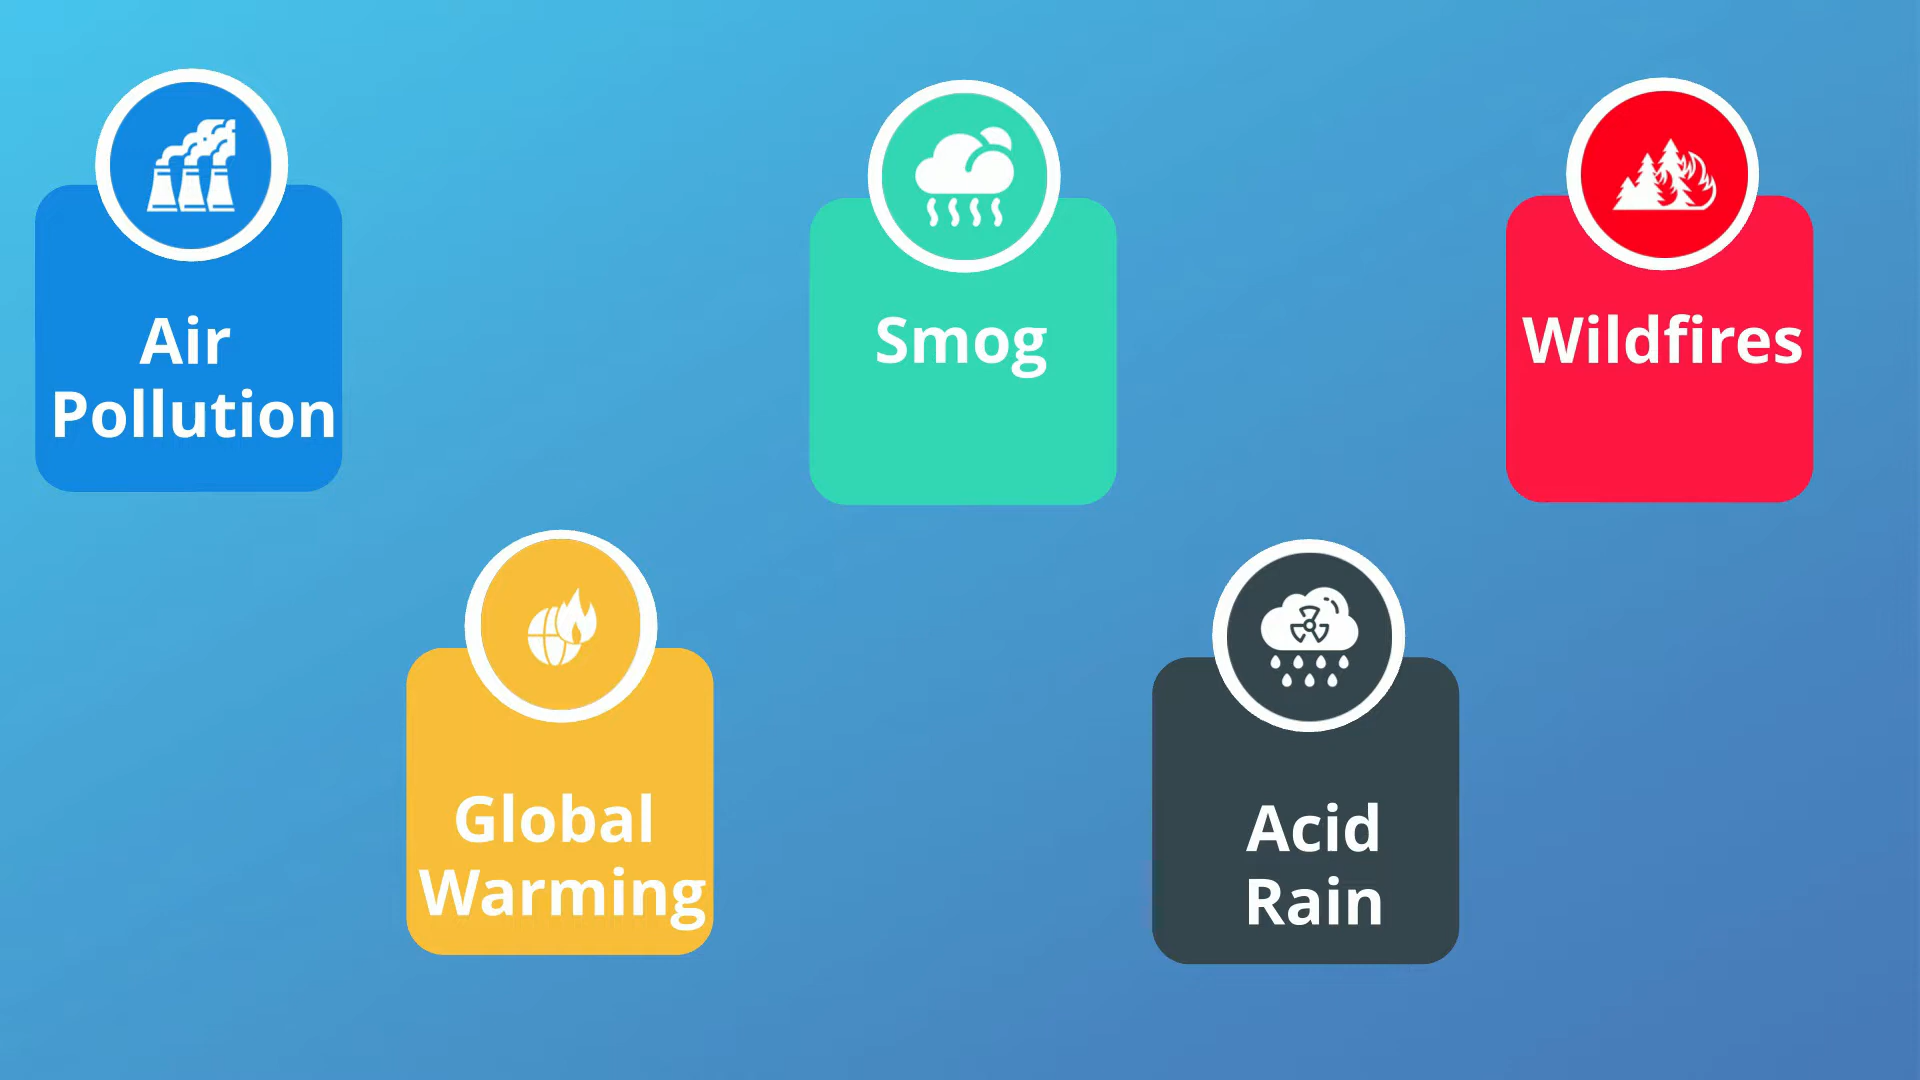 Air
Pollution
Smog
Wildfires
Global
Warming
Acid
Rain